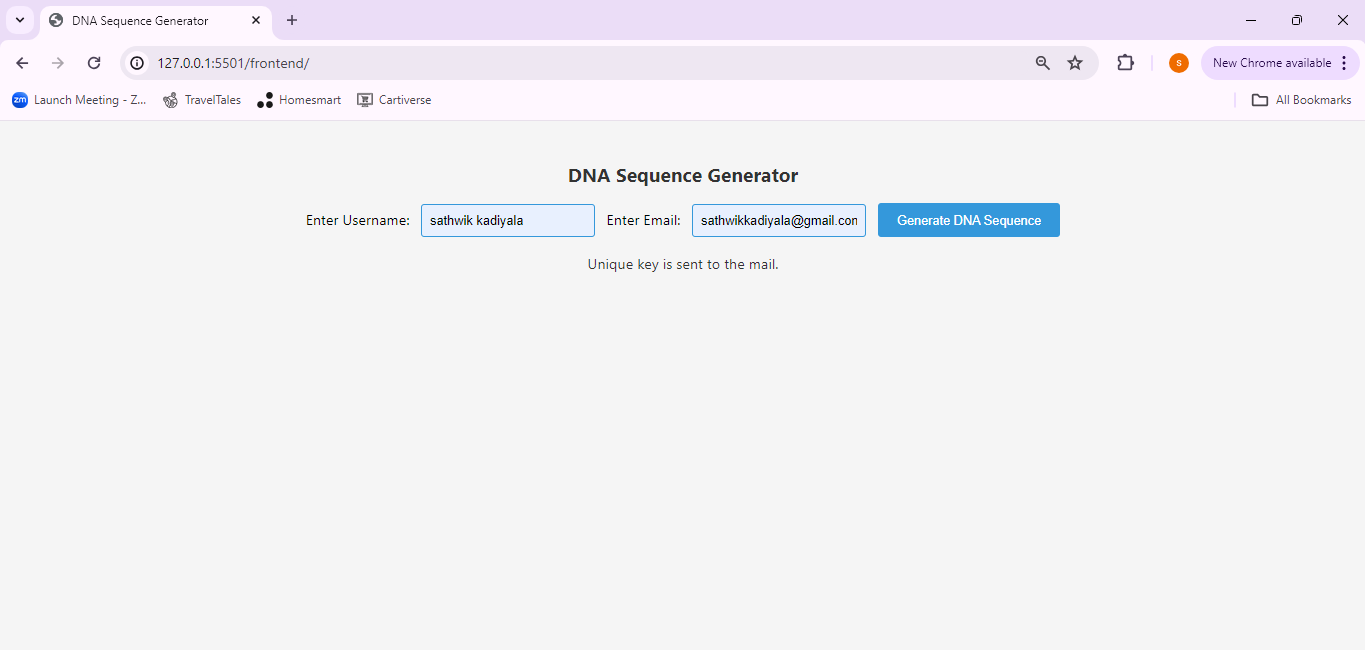 DNA Sequence Generator
127.0.0.1:5501/frontend/
S
New Chrome available
zm Launch Meeting - Z... TravelTales Homesmart Cartiverse All Bookmarks
DNA Sequence Generator
Enter Username: sathwik kadiyala Enter Email: sathwikkadiyala@gmail.con Generate DNA Sequence
Unique key is sent to the mail.